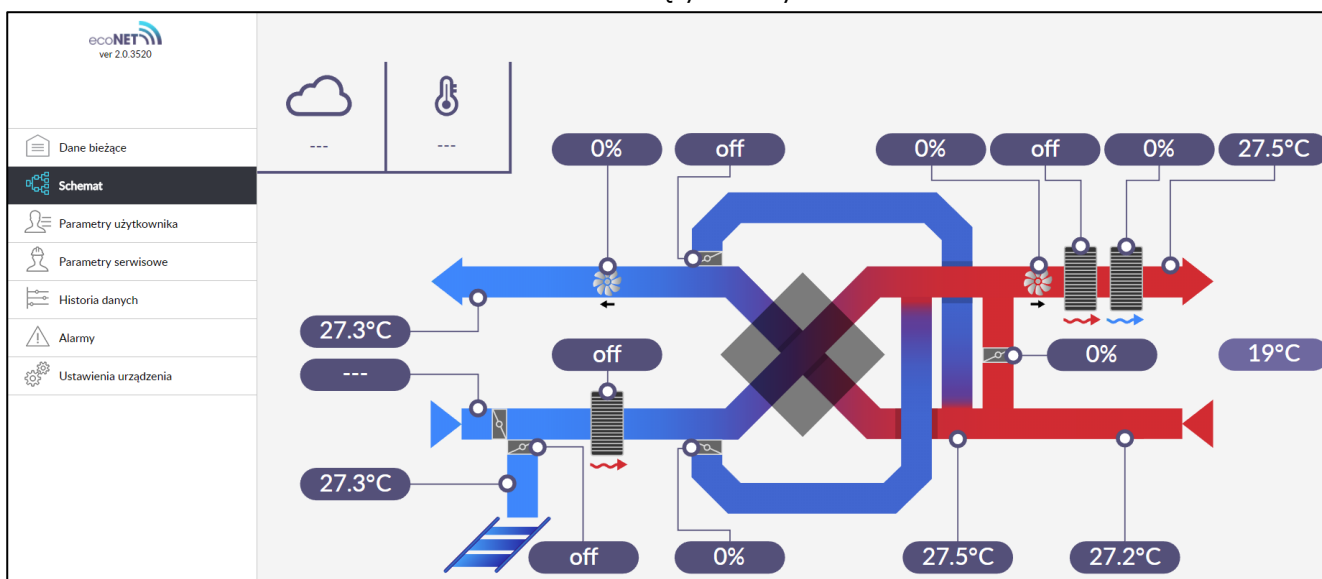 ecoNET
ver 2.0.3520
Dane bieżące
Schemat
Parametry użytkownika
Parametry serwisowe
Historia danych
Alarmy
Ustawienia urządzenia
--- ---
0% off 0% off 0% 27.5°C
27.3°C
off 0% 19°C
---
27.3°C
off 0% 27.5°C 27.2°C